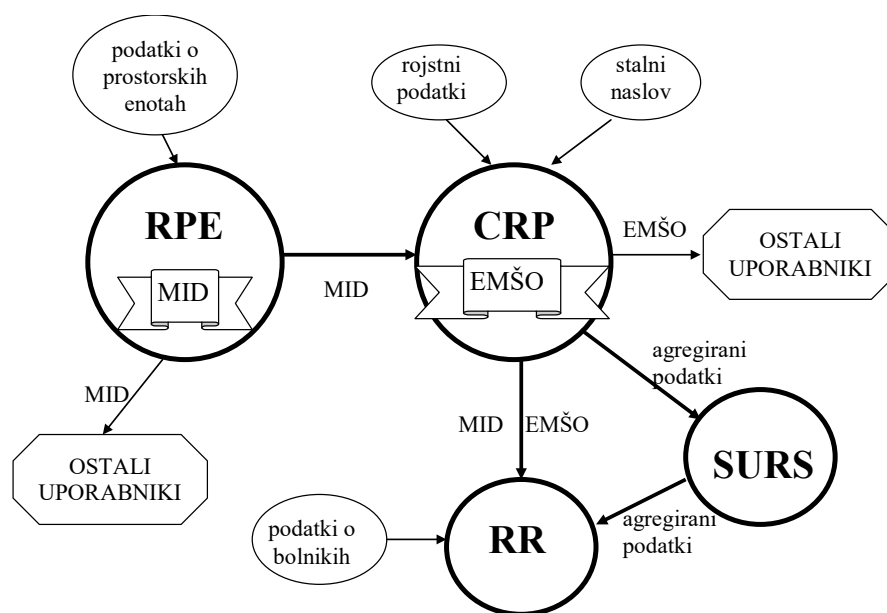 podatki o
prostorskih
enotah
rojstni
podatki
stalni
naslov
RPE
MID
MID
CRP
EMŠO
EMŠO
OSTALI
UPORABNIKI
MID
OSTALI
UPORABNIKI
agregirani
podatki
MID
EMŠO
SURS
podatki o
bolnikih
RR
agregirani
podatki